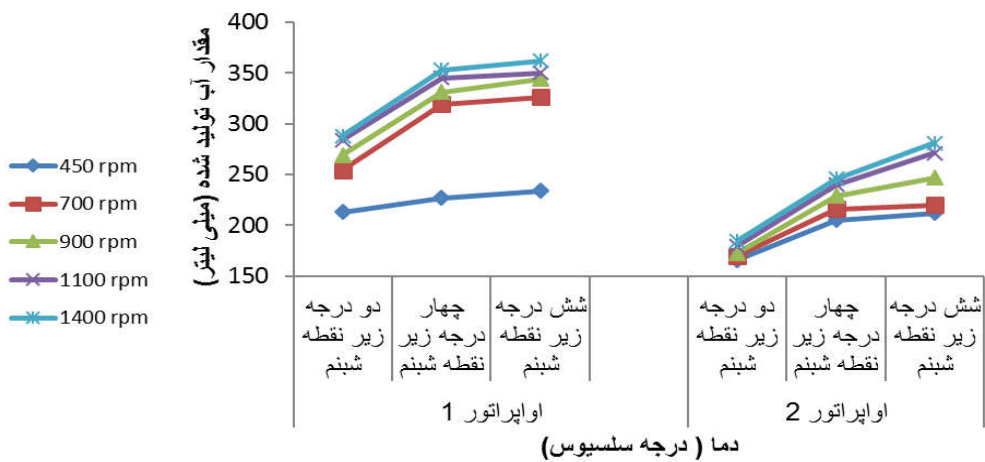 مقدار آب تولید شده (میلی لیتر)
400
350
300
250
200
150
450 rpm
700 rpm
900 rpm
1100 rpm
1400 rpm
دو درجه
زیر نقطه
شبنم
چهار
درجه زیر
نقطه شبنم
شش درجه
زیر نقطه
شبنم
دو درجه
زیر نقطه
شبنم
چهار
درجه زیر
نقطه شبنم
شش درجه
زیر نقطه
شبنم
اواپراتور 1
اواپراتور 2
دما ( درجه سلسیوس)